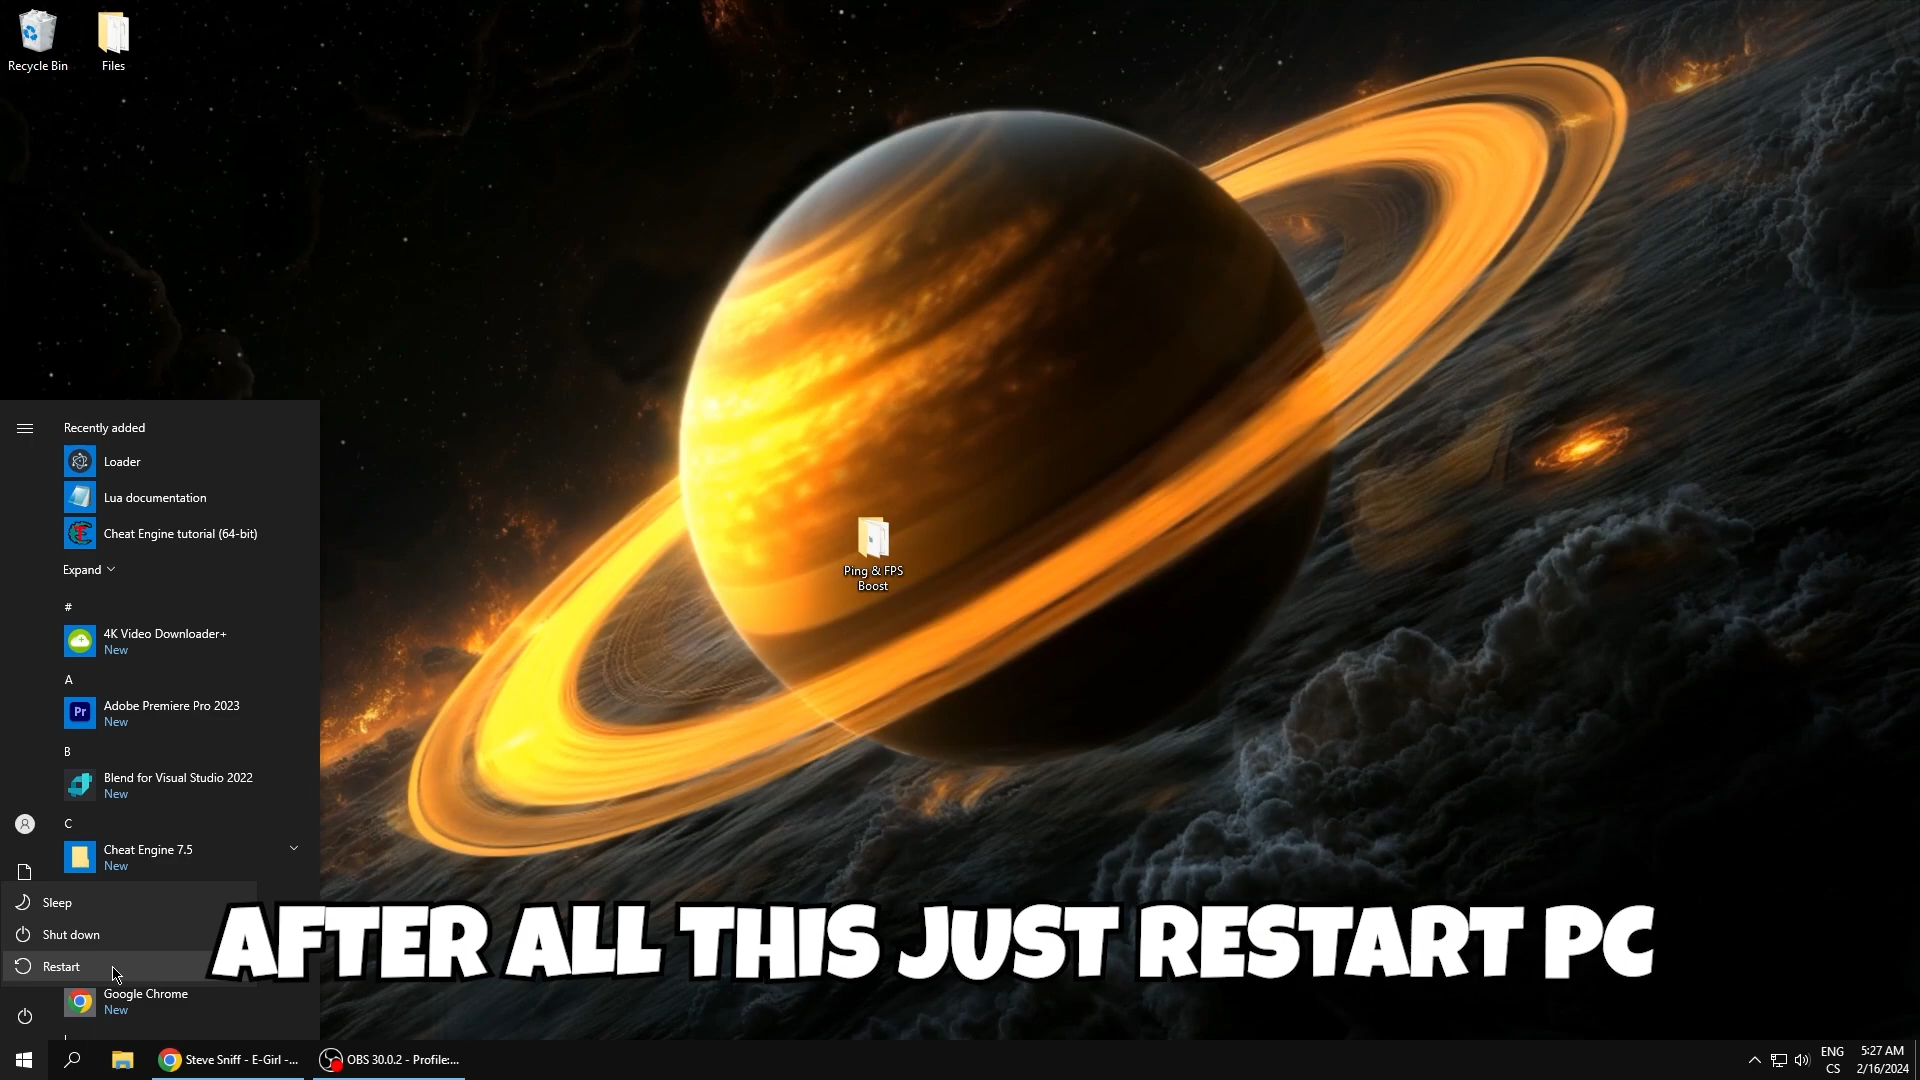 Recycle Bin
Files
Recently added
Loader
Lua documentation
Cheat Engine tutorial (64-bit)
Expand
#
4K Video Downloader+
New
A
Adobe Premiere Pro 2023
New
Pr
B
Blend for Visual Studio 2022
New
C
Cheat Engine 7.5
New
Sleep
Shut down
Restart
Google Chrome
New
Ping & FPS
Boost
AFTER ALL THIS JUST RESTART PC
Steve Sniff - E-Girl -...
OBS 30.0.2 - Profile:...
ENG
CS
5:27 AM
2/16/2024